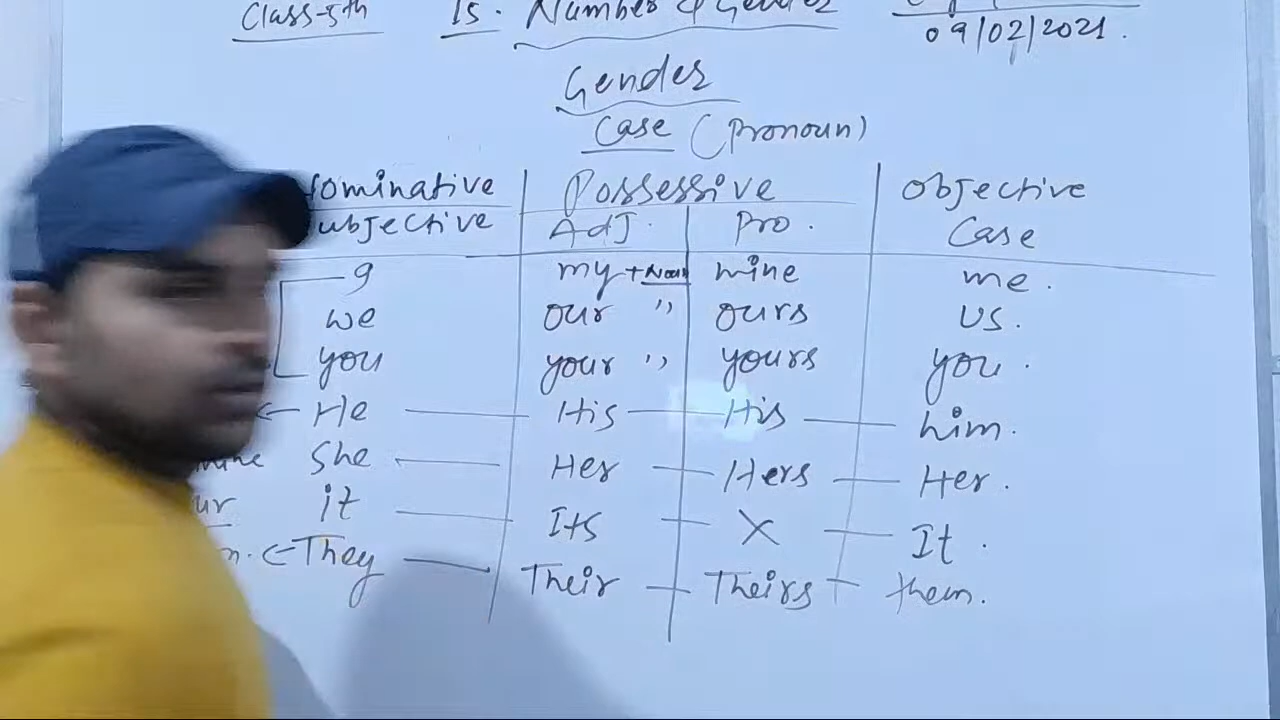 Class-5th 15. Number & Gender
09/02/2021.
Gender
Case (Pronoun)
Nominative Possessive Objective
Subjective Adj. Pro. Case
I my + Noun mine me.
we our " ours us.
you your " yours you.
He His His him.
She Her Hers Her.
it Its X It.
They Their Theirs them.